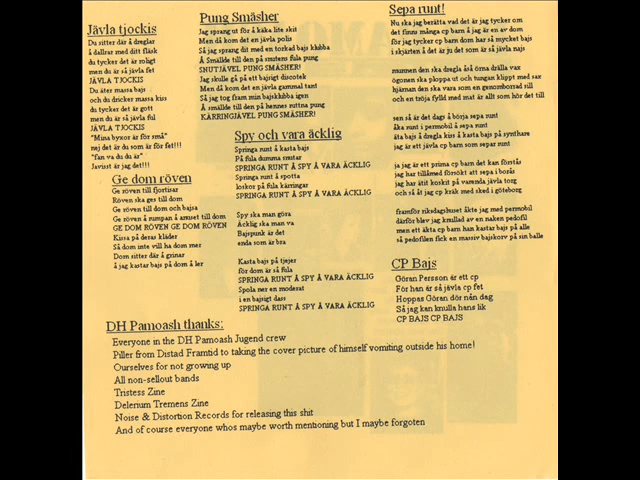 Jävla tjockis
Du sitter där å dreglar
å dallrar med ditt fläsk
du tycker det är roligt
men du är så jävla fet
JÄVLA TJOCKIS
Du äter massa bajs
och du dricker massa kiss
du tycker det är gott
men du är så jävla ful
JÄVLA TJOCKIS
"Mina byxor är för små"
nej det är du som är för fet!!!
"fan va du är"
Javisst är jag det!!!
Ge dom röven
Ge röven till fjortisar
Röven ska ges till dom
Ge röven till dom och bajsa
Ge röven å rumpan å anuset till dom
GE DOM RÖVEN GE DOM RÖVEN
Kissa på deras kläder
Så dom inte vill ha dom mer
Dom sitter där å grinar
å jag kastar bajs på dom å ler
Pung Smäsher
Jag sprang ut för å käka lite skit
Men då kom det en jävla polis
Så jag sprang dit med en torkad bajs klubba
Å Smällde till den på snutens fula pung
SNUTJÄVEL PUNG SMÄSHER!
Jag skulle gå på ett bajsigt discotek
Men då kom det en jävla gammal tant
Så jag tog fram min bajsklubba igen
Å smällde till den på hennes ruttna pung
KÄRRINGJÄVEL PUNG SMÄSHER!
Spy och vara äcklig
Springa runt å kasta bajs
På fula dumma snutar
SPRINGA RUNT Å SPY Å VARA ÄCKLIG
Springa runt å spotta
loskor på fula kärringar
SPRINGA RUNT Å SPY Å VARA ÄCKLIG
Spy ska man göra
Äcklig ska man va
Bajspunk är det
enda som är bra
Kasta bajs på tjejer
för dom är så fula
SPRINGA RUNT Å SPY Å VARA ÄCKLIG
Spola ner en moderat
i en bajsigt dass
SPRINGA RUNT Å SPY Å VARA ÄCKLIG
Sepa runt!
Nu ska jag berätta vad det är jag tycker om
det finns många cp barn å jag är en av dom
för jag tycker cp barn dom har så mycket bajs
i skjärten å det är ju det som är så jävla najs
munnen den ska dregla åså örna drälla vax
ögonen ska ploppa ut och tungan klippt med sax
hjärnan den ska vara som en genomborrad sill
och en tröja fylld med mat är allt som hör det till
sen så är det dags å börja sepa runt
åka runt i permobil å sepa runt
äta bajs å dregla kiss å kasta bajs på synthare
jag är ett jävla cp barn som separ runt
ja jag är ett prima cp barn det kan förstås
jag har tillåmed försökt att sepa i borås
jag har ätit koskit på varenda jävla torg
och så åt jag cp kräk med sked i göteborg
framför riksdagshuset åkte jag med permobil
därför blev jag knullad av en naken pedofil
men ett äkta cp barn han kastar bajs på alla
så pedofilen fick en massiv bajskorv på sin balle
CP Bajs
Göran Persson är ett cp
För han är så jävla cp fet
Hoppas Göran dör nån dag
Så jag kan knulla hans lik
CP BAJS CP BAJS
DH Pamoash thanks:
Everyone in the DH Pamoash Jugend crew
Piller from Distad Framtid to taking the cover picture of himself vomiting outside his home!
Ourselves for not growing up
All non-sellout bands
Tristess Zine
Delerium Tremens Zine
Noise & Distortion Records for releasing this shit
And of course everyone whos maybe worth mentioning but I maybe forgoten